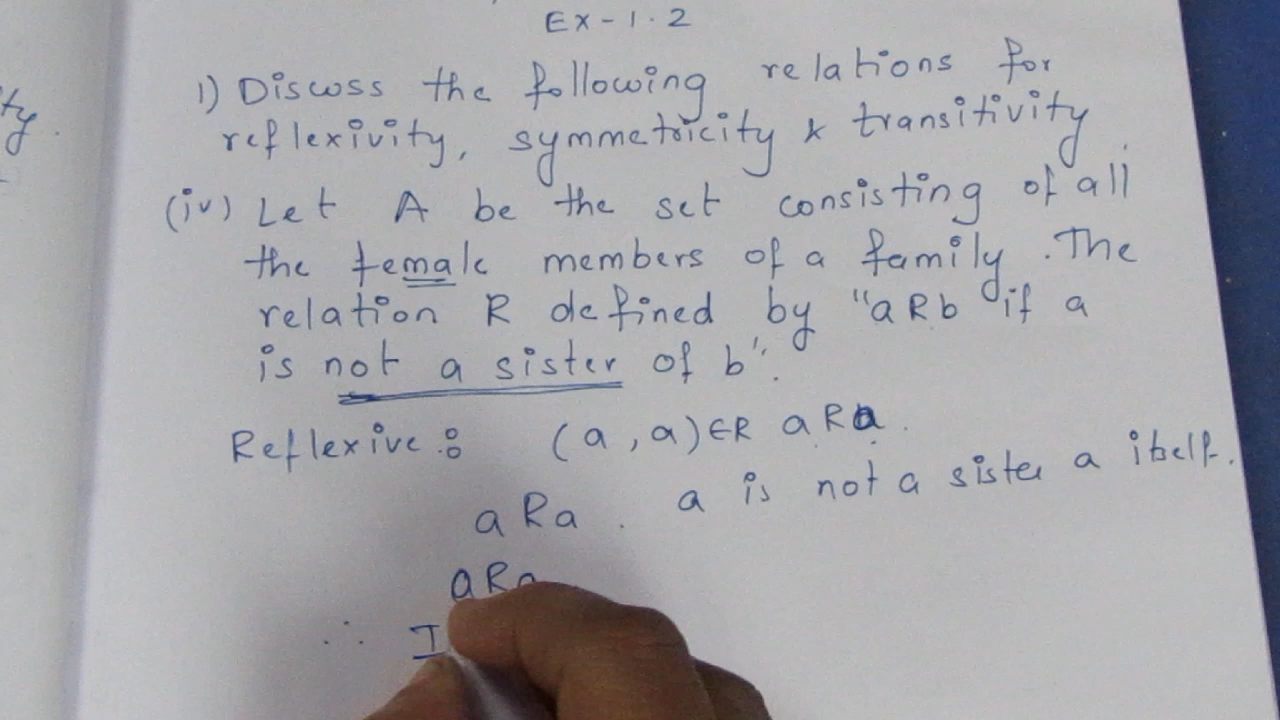 Ex-1.2
1) Discuss the following relations for
reflexivity, symmetricity & transitivity
(iv) Let A be the set consisting of all
the female members of a family. The
relation R defined by "aRb if a
is not a sister of b".
Reflexive: (a, a)∈R aRa.
aRa. a is not a sister a itself.
aRa
∴ I